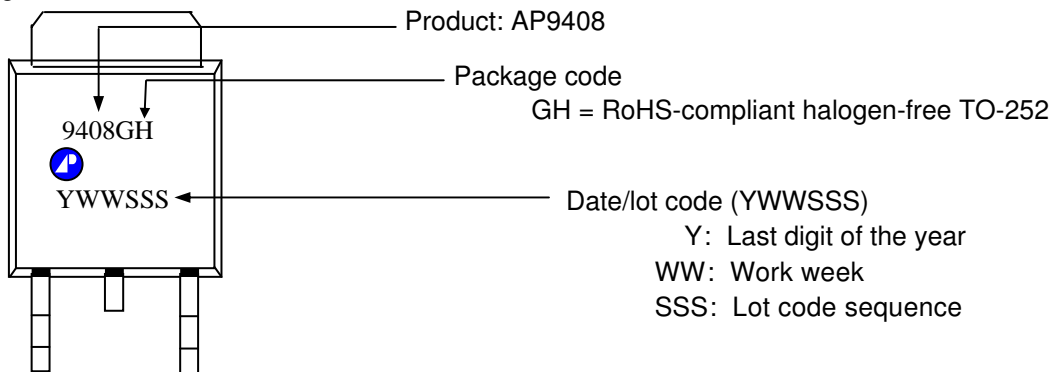 Product: AP9408
Package code
GH = RoHS-compliant halogen-free TO-252
9408GH
YWWSSS
Date/lot code (YWWSSS)
Y: Last digit of the year
WW: Work week
SSS: Lot code sequence